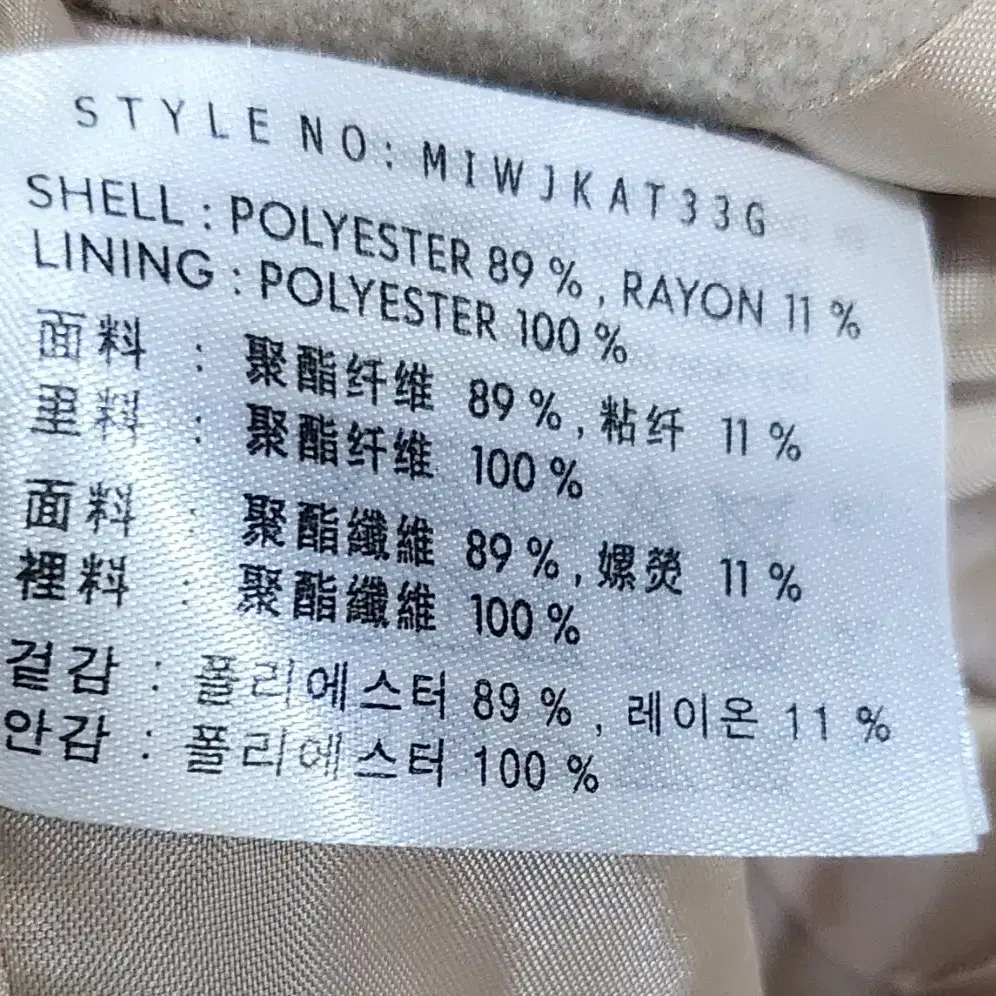 STYLE NO: MIWJKAT33G
SHELL : POLYESTER 89 %, RAYON 11 %
LINING : POLYESTER 100 %
面料 : 聚酯纤维 89 %, 粘纤 11 %
里料 : 聚酯纤维 100 %
面料 : 聚酯纖維 89 %, 嫘熒 11 %
裡料 : 聚酯纖維 100 %
겉감 : 폴리에스터 89 %, 레이온 11 %
안감 : 폴리에스터 100 %